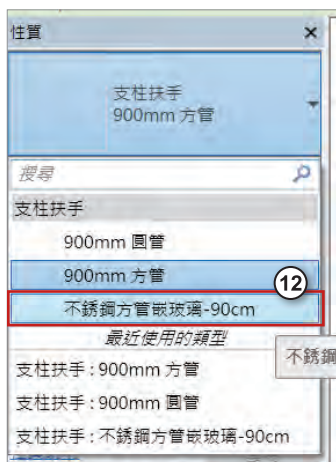 性質
支柱扶手
900mm 方管
搜尋
支柱扶手
900mm 圓管
900mm 方管
12
不銹鋼方管嵌玻璃-90cm
最近使用的類型
不銹鋼
支柱扶手 : 900mm 方管
支柱扶手 : 900mm 圓管
支柱扶手 : 不銹鋼方管嵌玻璃-90cm